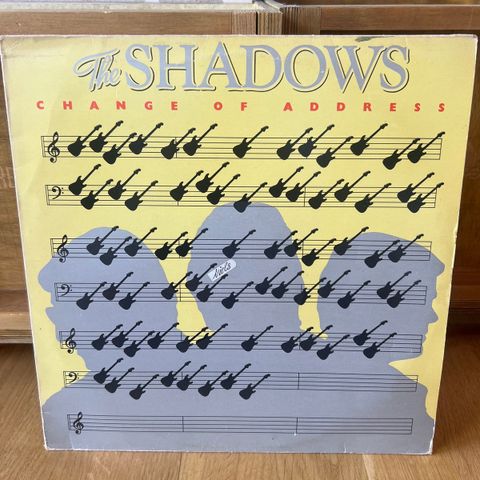 The SHADOWS
CHANGE OF ADDRESS